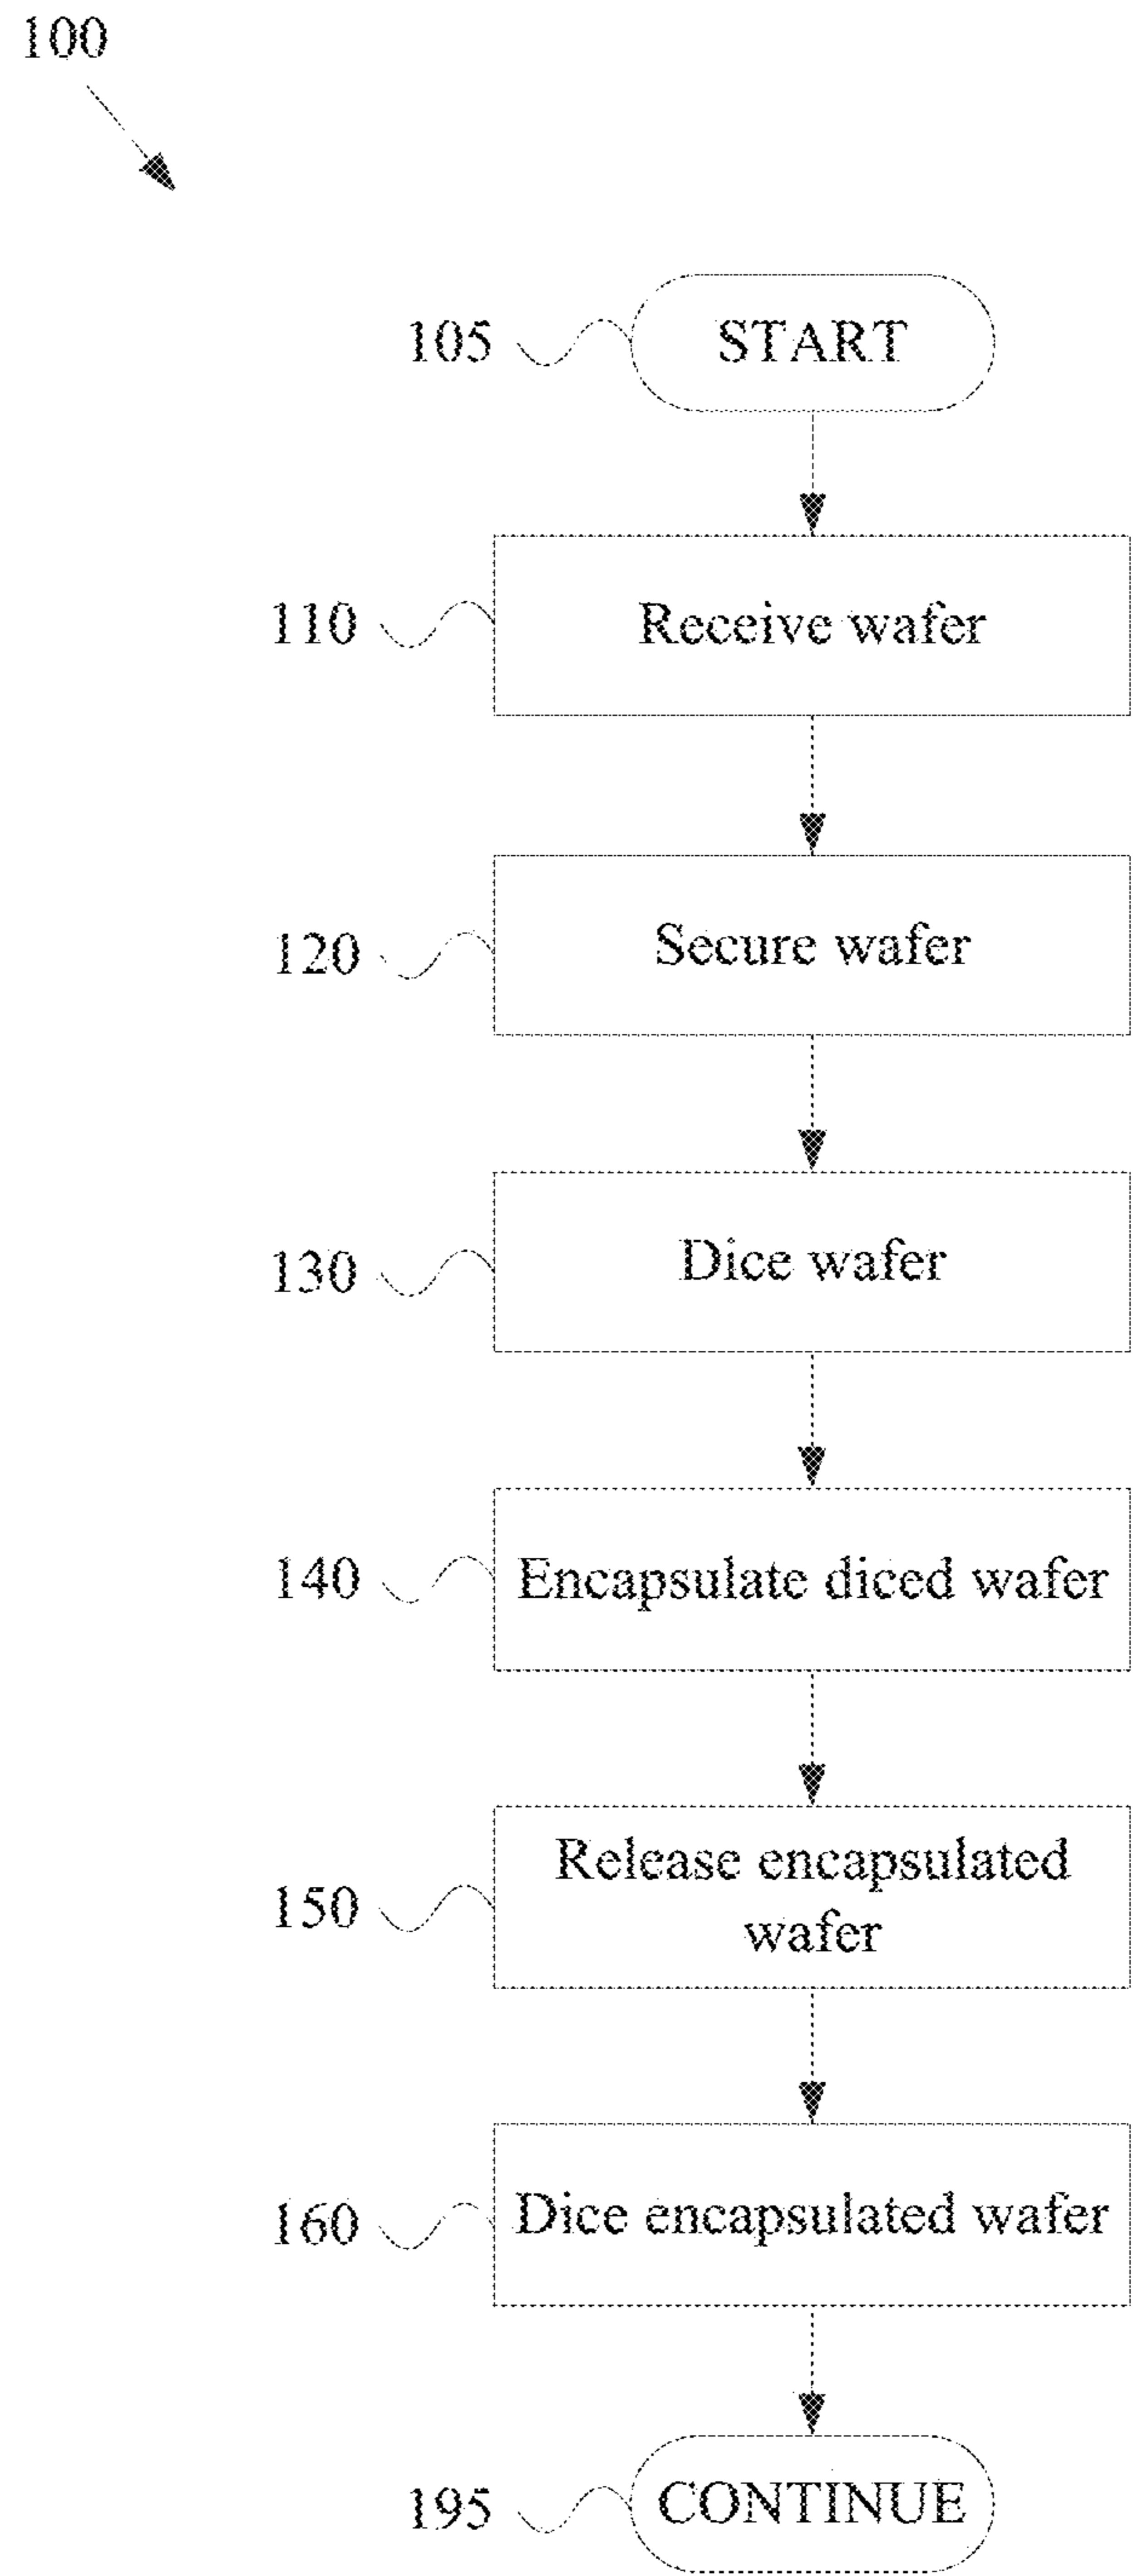 100
105 START
110 Receive wafer
120 Secure wafer
130 Dice wafer
140 Encapsulate diced wafer
150 Release encapsulated
wafer
160 Dice encapsulated wafer
195 CONTINUE